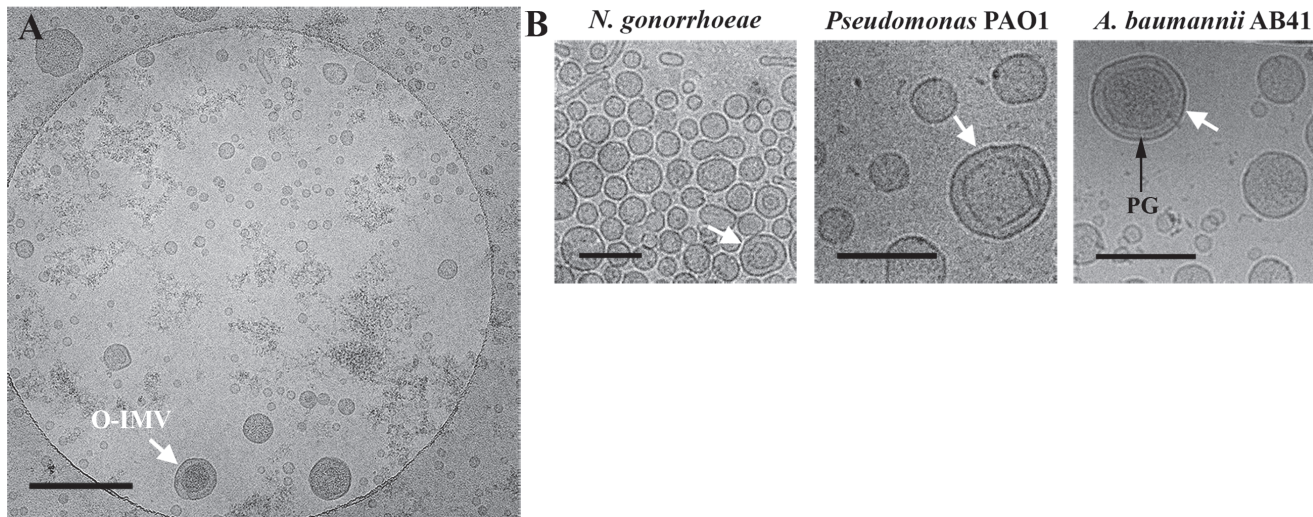 A
O-IMV
B
N. gonorrhoeae
Pseudomonas PAO1
A. baumannii AB41
PG